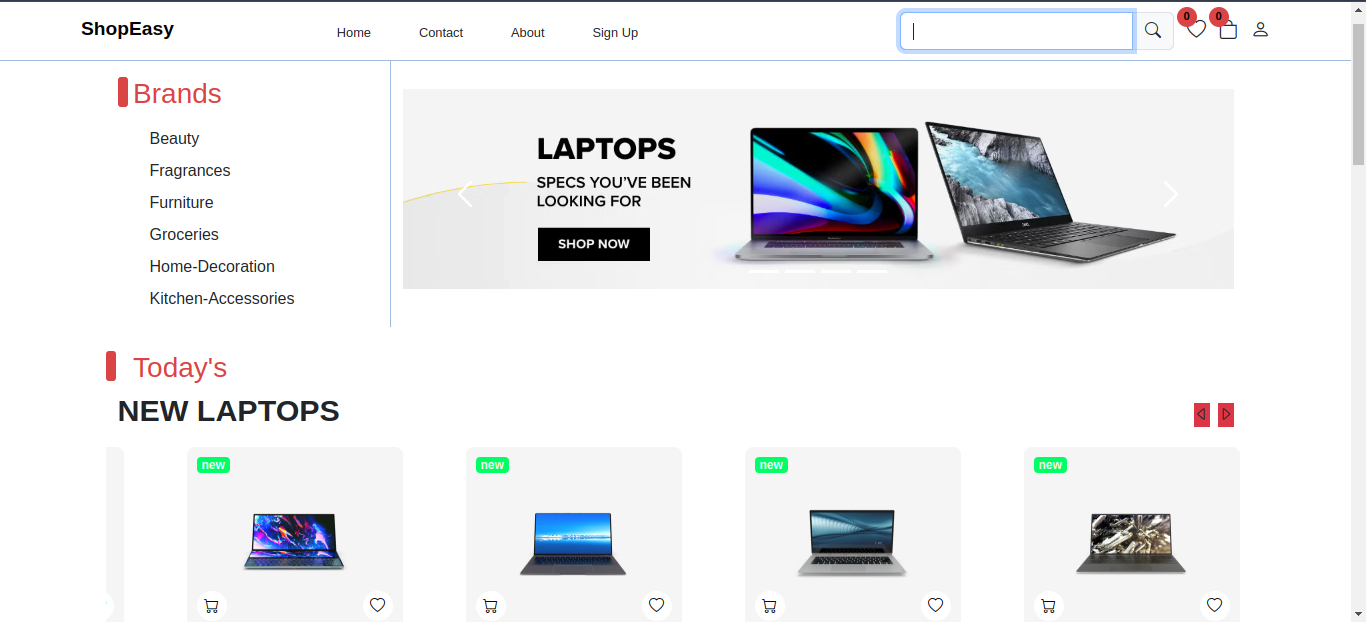 ShopEasy
Home
Contact
About
Sign Up
0
0
Brands
Beauty
Fragrances
Furniture
Groceries
Home-Decoration
Kitchen-Accessories
LAPTOPS
SPECS YOU'VE BEEN
LOOKING FOR
SHOP NOW
Today's
NEW LAPTOPS
new
new
new
new